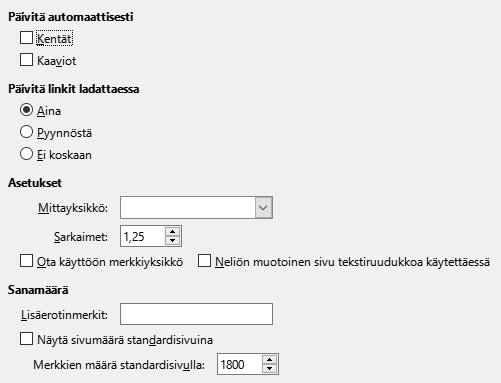 Päivitä automaattisesti
Kentät
Kaaviot
Päivitä linkit ladattaessa
Aina
Pyynnöstä
Ei koskaan
Asetukset
Mittayksikkö:
Sarkaimet: 1,25
Ota käyttöön merkkiyksikkö Neliön muotoinen sivu tekstiruudukkoa käytettäessä
Sanamäärä
Lisäerotinmerkit:
Näytä sivumäärä standardisivuina
Merkkien määrä standardisivulla: 1800